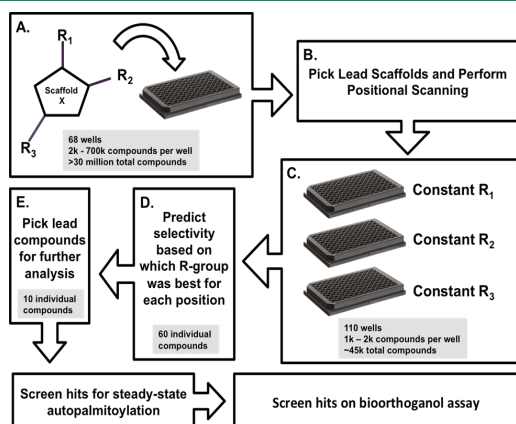 A.
R1
R2
Scaffold
X
R3
68 wells
2k - 700k compounds per well
>30 million total compounds
B.
Pick Lead Scaffolds and Perform
Positional Scanning
C.
Constant R1
Constant R2
Constant R3
110 wells
1k – 2k compounds per well
~45k total compounds
D.
Predict
selectivity
based on
which R-group
was best for
each position
60 individual
compounds
E.
Pick lead
compounds
for further
analysis
10 individual
compounds
Screen hits for steady-state
autopalmitoylation
Screen hits on bioorthoganol assay